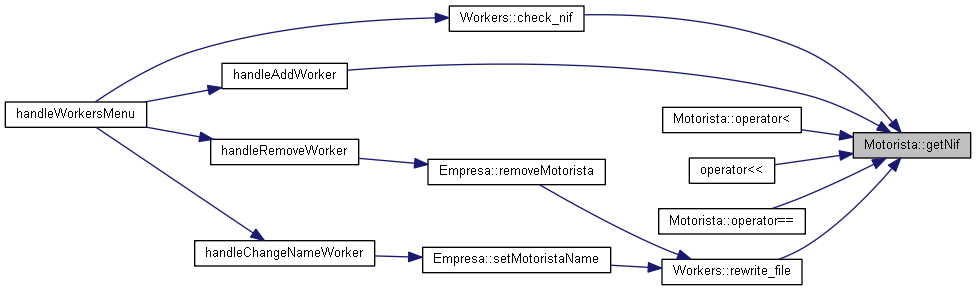 Workers::check_nif
handleAddWorker
handleWorkersMenu
Motorista::operator<
handleRemoveWorker
Motorista::getNif
Empresa::removeMotorista
operator<<
Motorista::operator==
handleChangeNameWorker
Empresa::setMotoristaName
Workers::rewrite_file